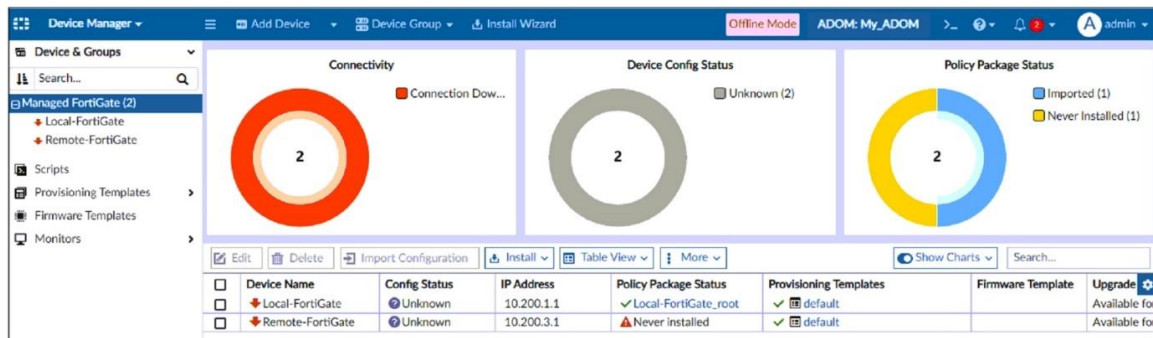 Device Manager
Add Device
Device Group
Install Wizard
Offline Mode
ADOM: My_ADOM
>_
2
A admin
Device & Groups
Search...
Managed FortiGate (2)
Local-FortiGate
Remote-FortiGate
Scripts
Provisioning Templates
Firmware Templates
Monitors
Connectivity
Connection Dow...
2
Device Config Status
Unknown (2)
2
Policy Package Status
Imported (1)
Never Installed (1)
2
Edit Delete Import Configuration Install Table View More Show Charts Search...
Device Name Config Status IP Address Policy Package Status Provisioning Templates Firmware Template Upgrade
Local-FortiGate Unknown 10.200.1.1 Local-FortiGate_root default Available fo
Remote-FortiGate Unknown 10.200.3.1 Never installed default Available fo